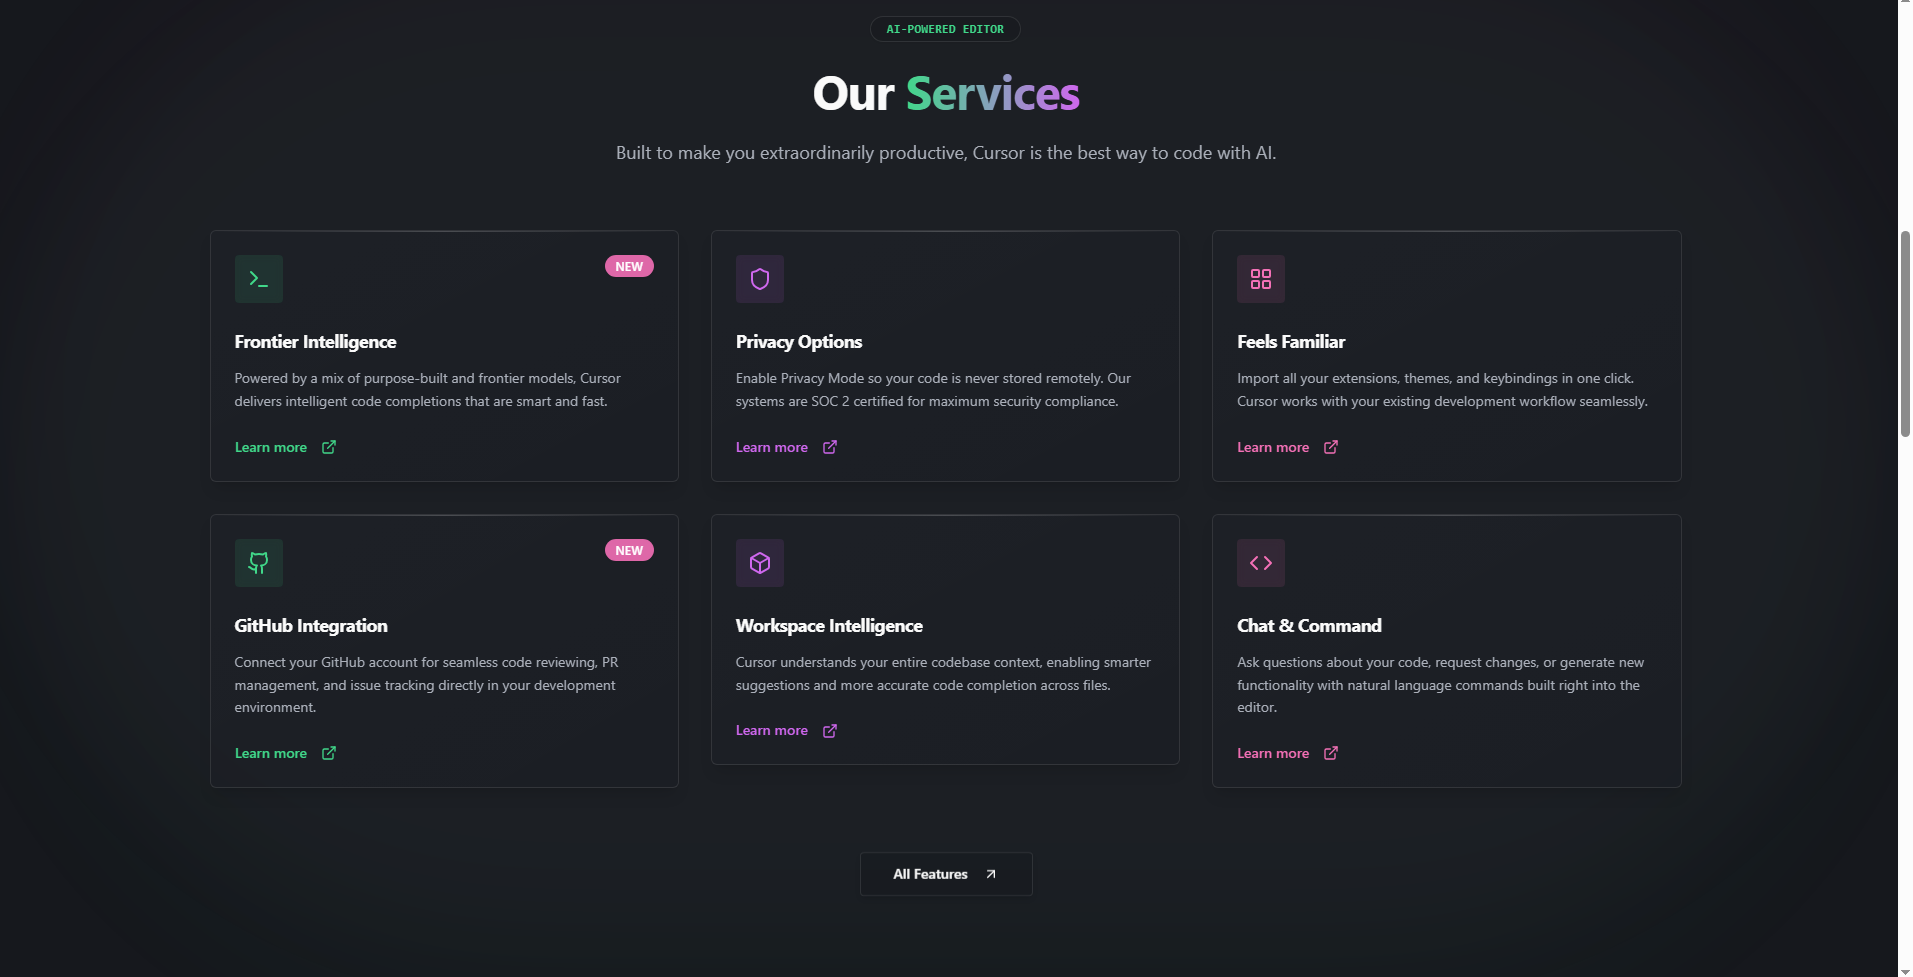 AI-POWERED EDITOR
Our Services
Built to make you extraordinarily productive, Cursor is the best way to code with AI.
NEW
Frontier Intelligence
Powered by a mix of purpose-built and frontier models, Cursor
delivers intelligent code completions that are smart and fast.
Learn more
Privacy Options
Enable Privacy Mode so your code is never stored remotely. Our
systems are SOC 2 certified for maximum security compliance.
Learn more
Feels Familiar
Import all your extensions, themes, and keybindings in one click.
Cursor works with your existing development workflow seamlessly.
Learn more
NEW
GitHub Integration
Connect your GitHub account for seamless code reviewing, PR
management, and issue tracking directly in your development
environment.
Learn more
Workspace Intelligence
Cursor understands your entire codebase context, enabling smarter
suggestions and more accurate code completion across files.
Learn more
Chat & Command
Ask questions about your code, request changes, or generate new
functionality with natural language commands built right into the
editor.
Learn more
All Features